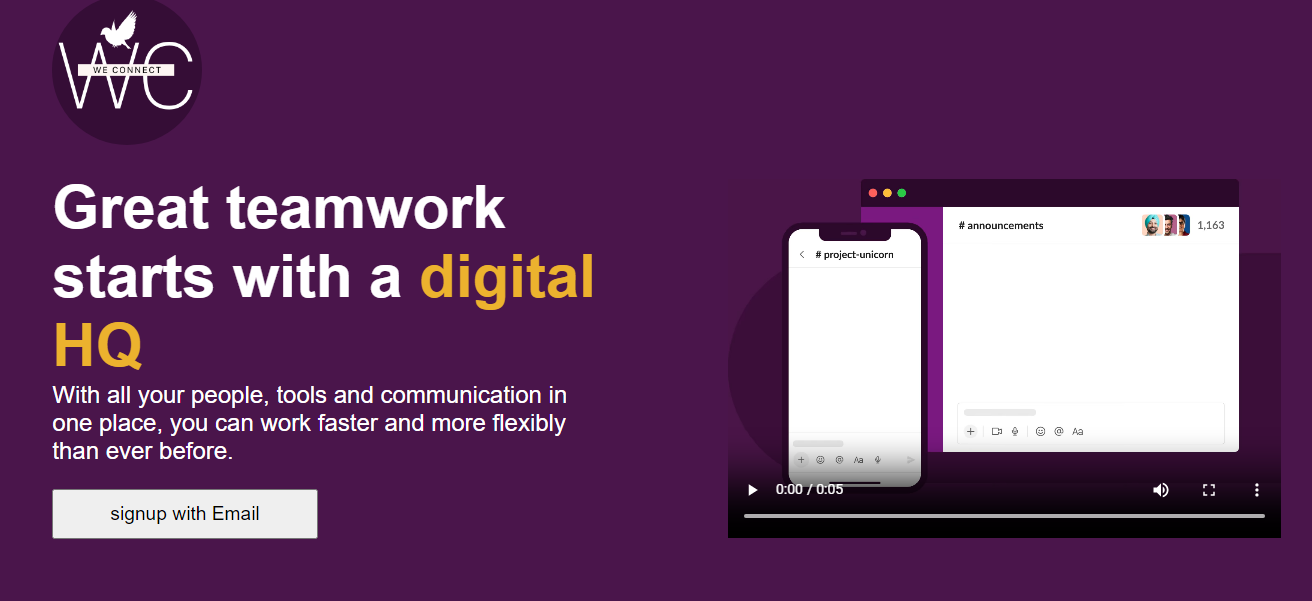 WC
WE CONNECT
Great teamwork
starts with a digital
HQ
With all your people, tools and communication in
one place, you can work faster and more flexibly
than ever before.
signup with Email
# announcements
1,163
# project-unicorn
Aa
@ Aa
0:00 / 0:05